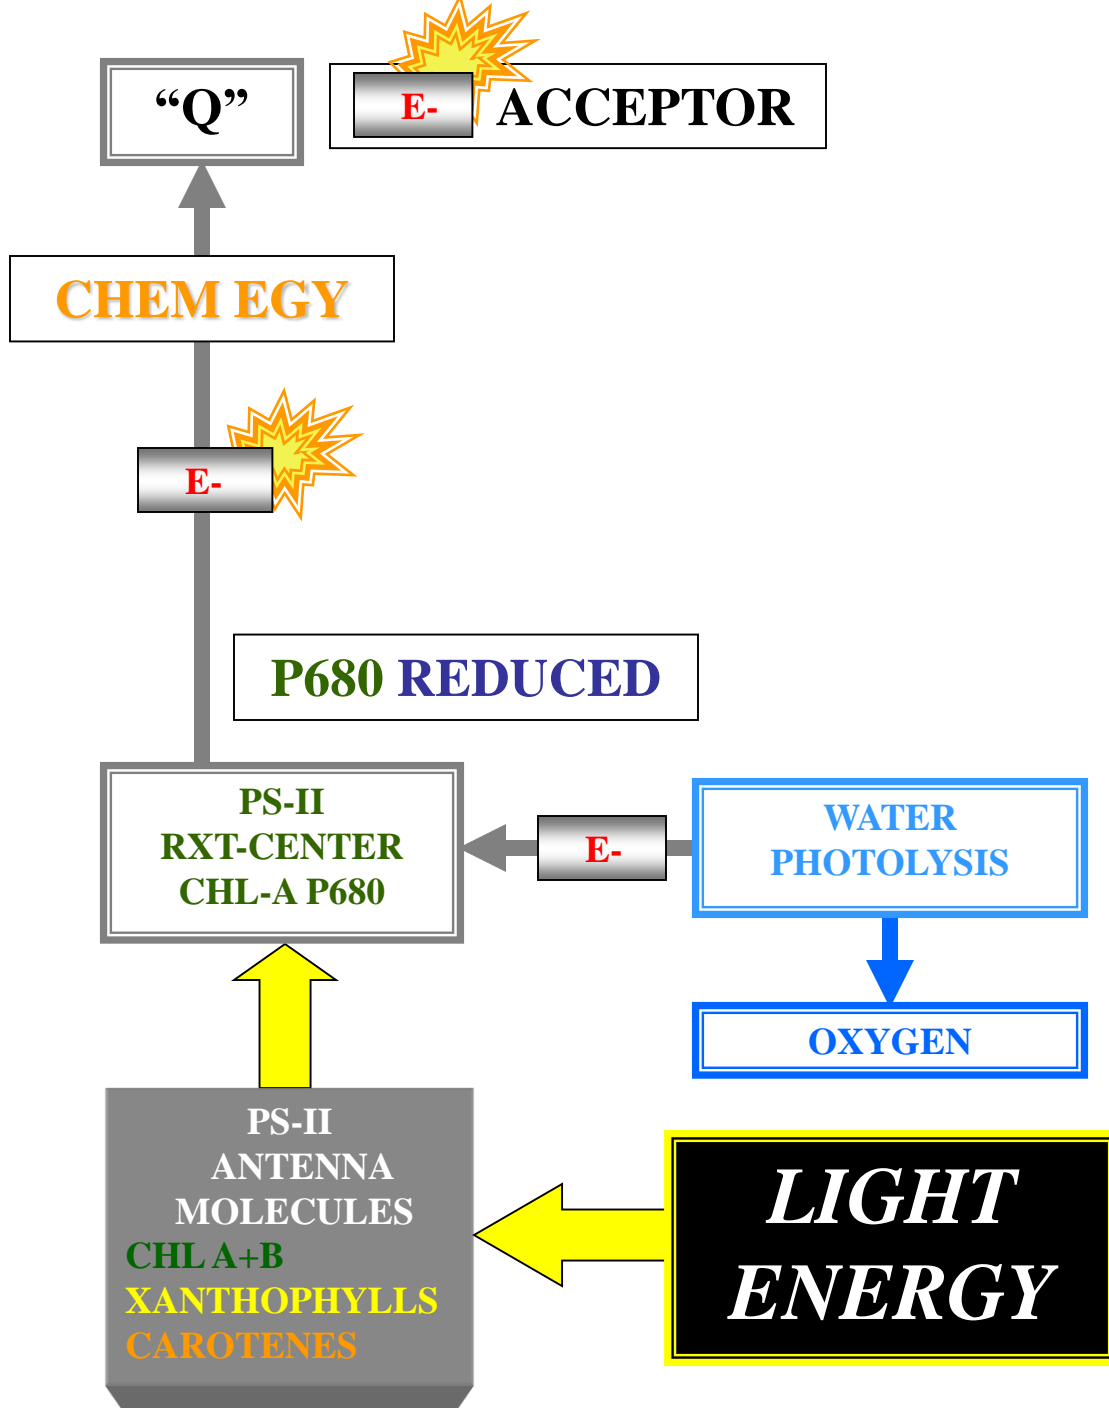 “Q”
E- ACCEPTOR
CHEM EGY
E-
P680 REDUCED
PS-II
RXT-CENTER
CHL-A P680
E-
WATER
PHOTOLYSIS
OXYGEN
PS-II
ANTENNA
MOLECULES
CHL A+B
XANTHOPHYLLS
CAROTENES
LIGHT
ENERGY